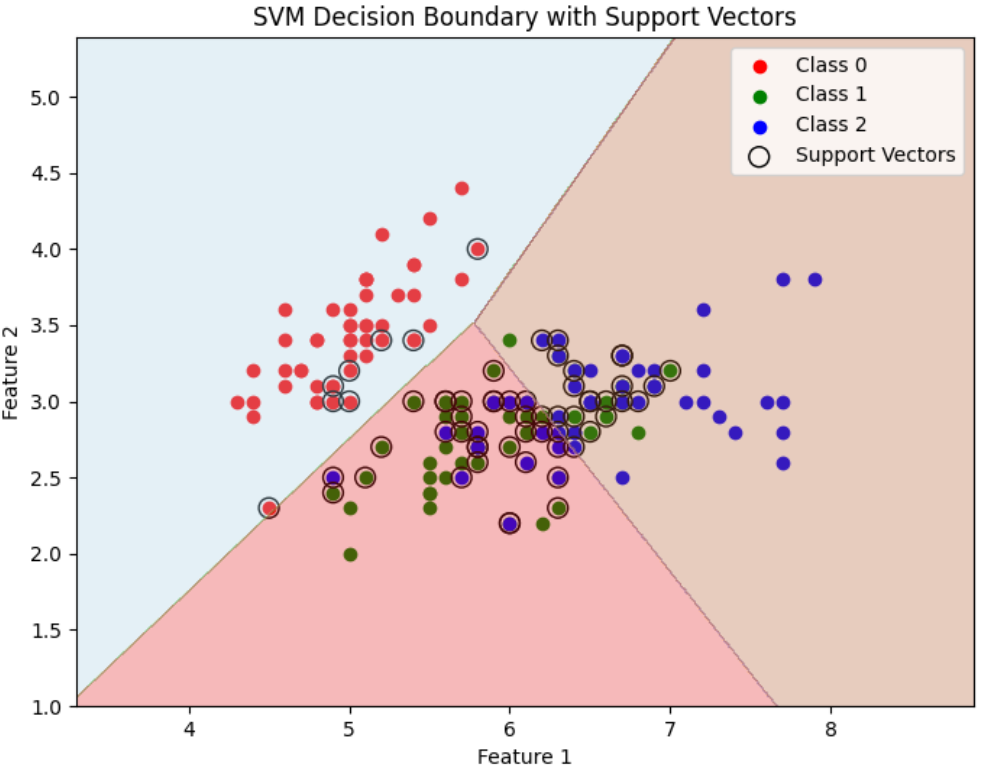 SVM Decision Boundary with Support Vectors
Class 0
Class 1
Class 2
Support Vectors
5.0
4.5
4.0
3.5
3.0
2.5
2.0
1.5
1.0
Feature 2
4 5 6 7 8
Feature 1